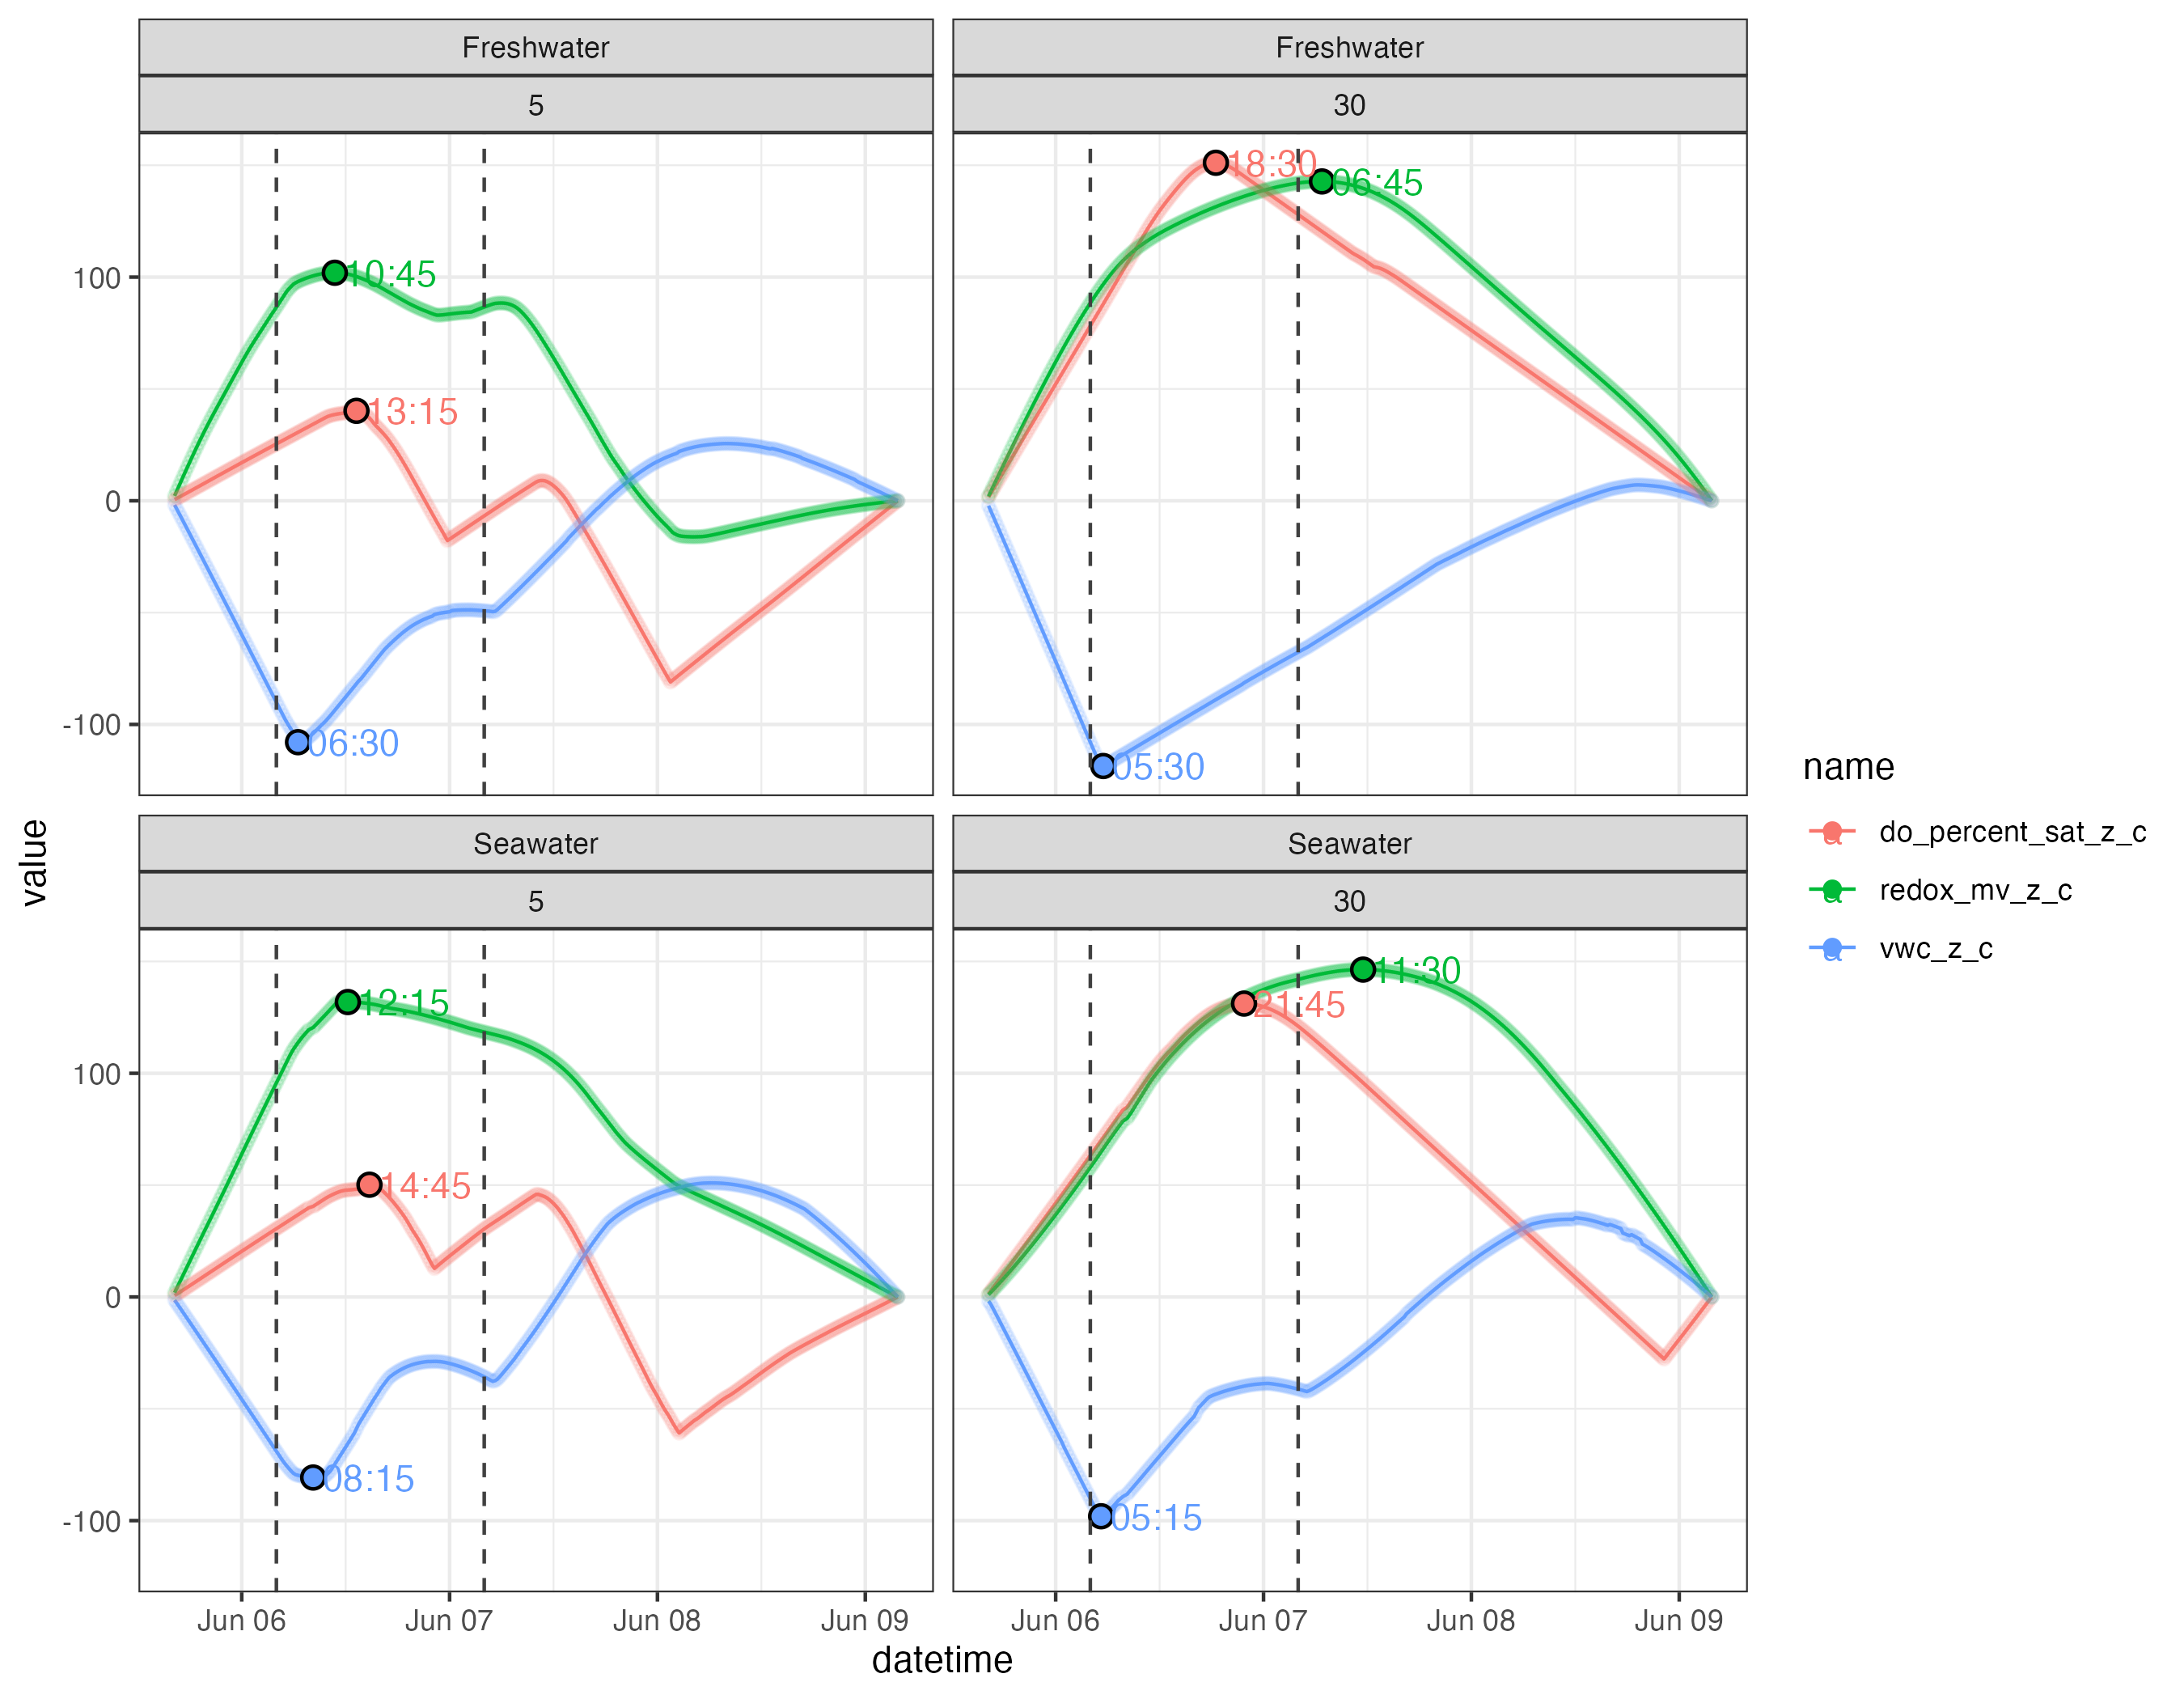 Freshwater
5
Freshwater
30
100
0
-100
10:45
13:15
06:30
18:30
06:45
05:30
Seawater
5
Seawater
30
100
0
-100
12:15
14:45
08:15
11:30
21:45
05:15
Jun 06
Jun 07
Jun 08
Jun 09
Jun 06
Jun 07
Jun 08
Jun 09
datetime
value
name
a do_percent_sat_z_c
a redox_mv_z_c
a vwc_z_c